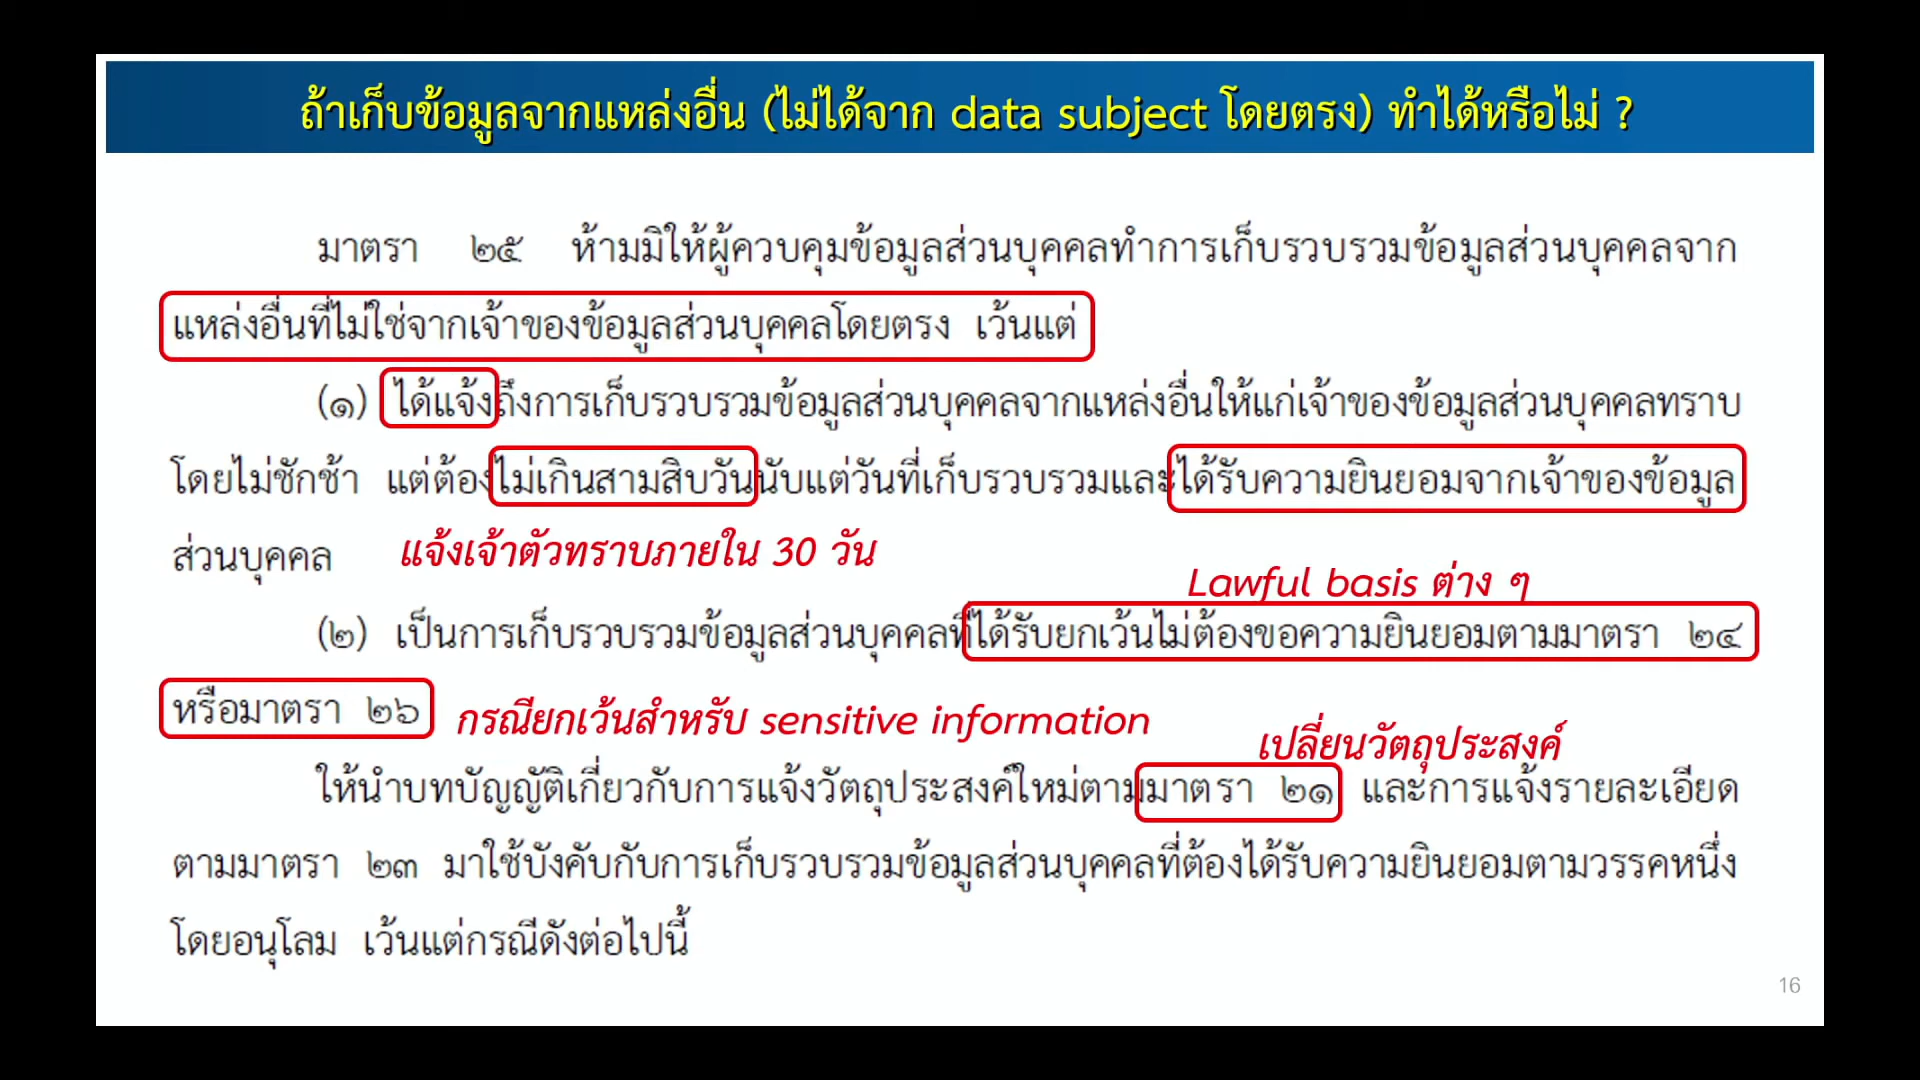 ถ้าเก็บข้อมูลจากแหล่งอื่น (ไม่ได้จาก data subject โดยตรง) ทำได้หรือไม่ ?
มาตรา ๒๕ ห้ามมิให้ผู้ควบคุมข้อมูลส่วนบุคคลทำการเก็บรวบรวมข้อมูลส่วนบุคคลจาก
แหล่งอื่นที่ไม่ใช่จากเจ้าของข้อมูลส่วนบุคคลโดยตรง เว้นแต่
(๑) ได้แจ้งถึงการเก็บรวบรวมข้อมูลส่วนบุคคลจากแหล่งอื่นให้แก่เจ้าของข้อมูลส่วนบุคคลทราบ
โดยไม่ชักช้า แต่ต้องไม่เกินสามสิบวันนับแต่วันที่เก็บรวบรวมและได้รับความยินยอมจากเจ้าของข้อมูล
ส่วนบุคคล
แจ้งเจ้าตัวทราบภายใน 30 วัน
Lawful basis ต่าง ๆ
(๒) เป็นการเก็บรวบรวมข้อมูลส่วนบุคคลที่ได้รับยกเว้นไม่ต้องขอความยินยอมตามมาตรา ๒๔
หรือมาตรา ๒๖
กรณียกเว้นสำหรับ sensitive information
เปลี่ยนวัตถุประสงค์
ให้นำบทบัญญัติเกี่ยวกับการแจ้งวัตถุประสงค์ใหม่ตามมาตรา ๒๑ และการแจ้งรายละเอียด
ตามมาตรา ๒๓ มาใช้บังคับกับการเก็บรวบรวมข้อมูลส่วนบุคคลที่ต้องได้รับความยินยอมตามวรรคหนึ่ง
โดยอนุโลม เว้นแต่กรณีดังต่อไปนี้
16